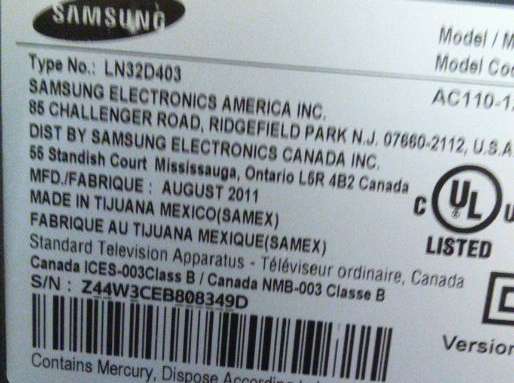 SAMSUNG
Model / M
Type No.: LN32D403
Model Co
SAMSUNG ELECTRONICS AMERICA INC.
AC110-1
85 CHALLENGER ROAD, RIDGEFIELD PARK N.J. 07660-2112, U.S.A
DIST BY SAMSUNG ELECTRONICS CANADA INC.
55 Standish Court Mississauga, Ontario L5R 4B2 Canada
MFD./FABRIQUE : AUGUST 2011
C UL U
MADE IN TIJUANA MEXICO(SAMEX)
LISTED
FABRIQUE AU TIJUANA MEXIQUE(SAMEX)
Standard Television Apparatus - Téléviseur ordinaire, Canada
Canada ICES-003Class B / Canada NMB-003 Classe B
S/N : Z44W3CEB808349D
Version
Contains Mercury, Dispose According